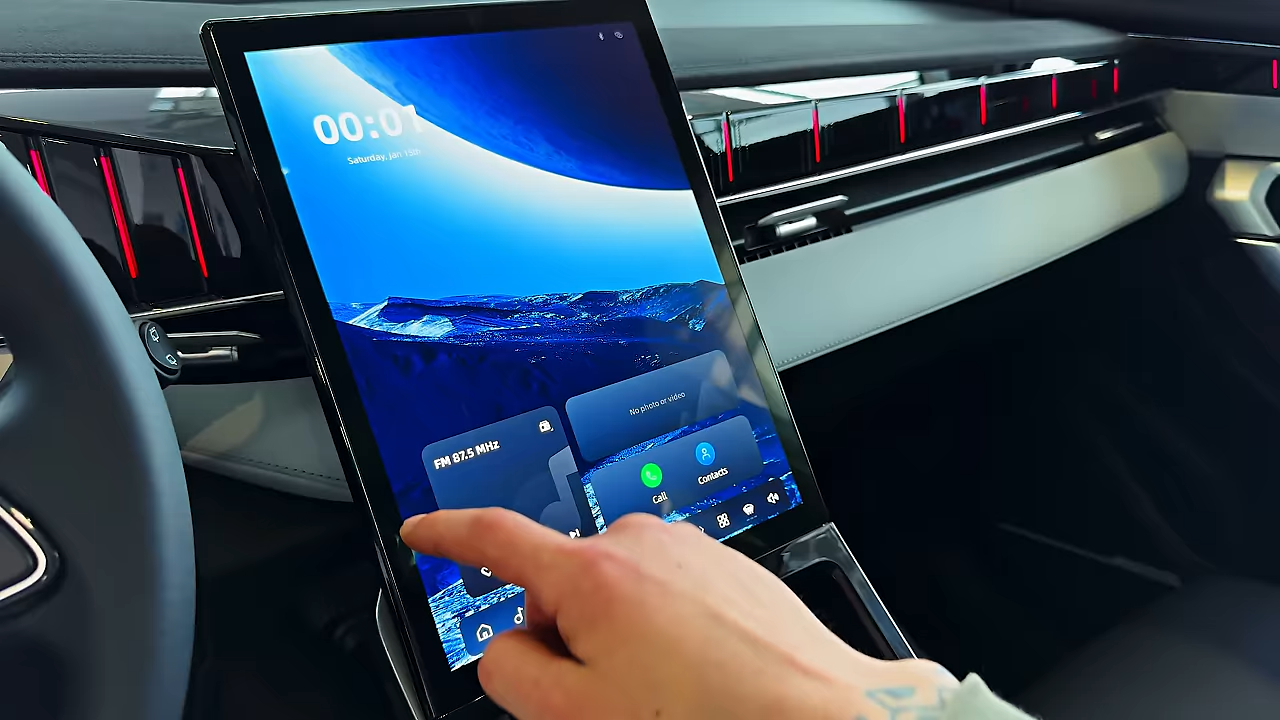 00:01
Saturday, Jan 15th
No photo or video
FM 87.5 MHz
Contacts
Call